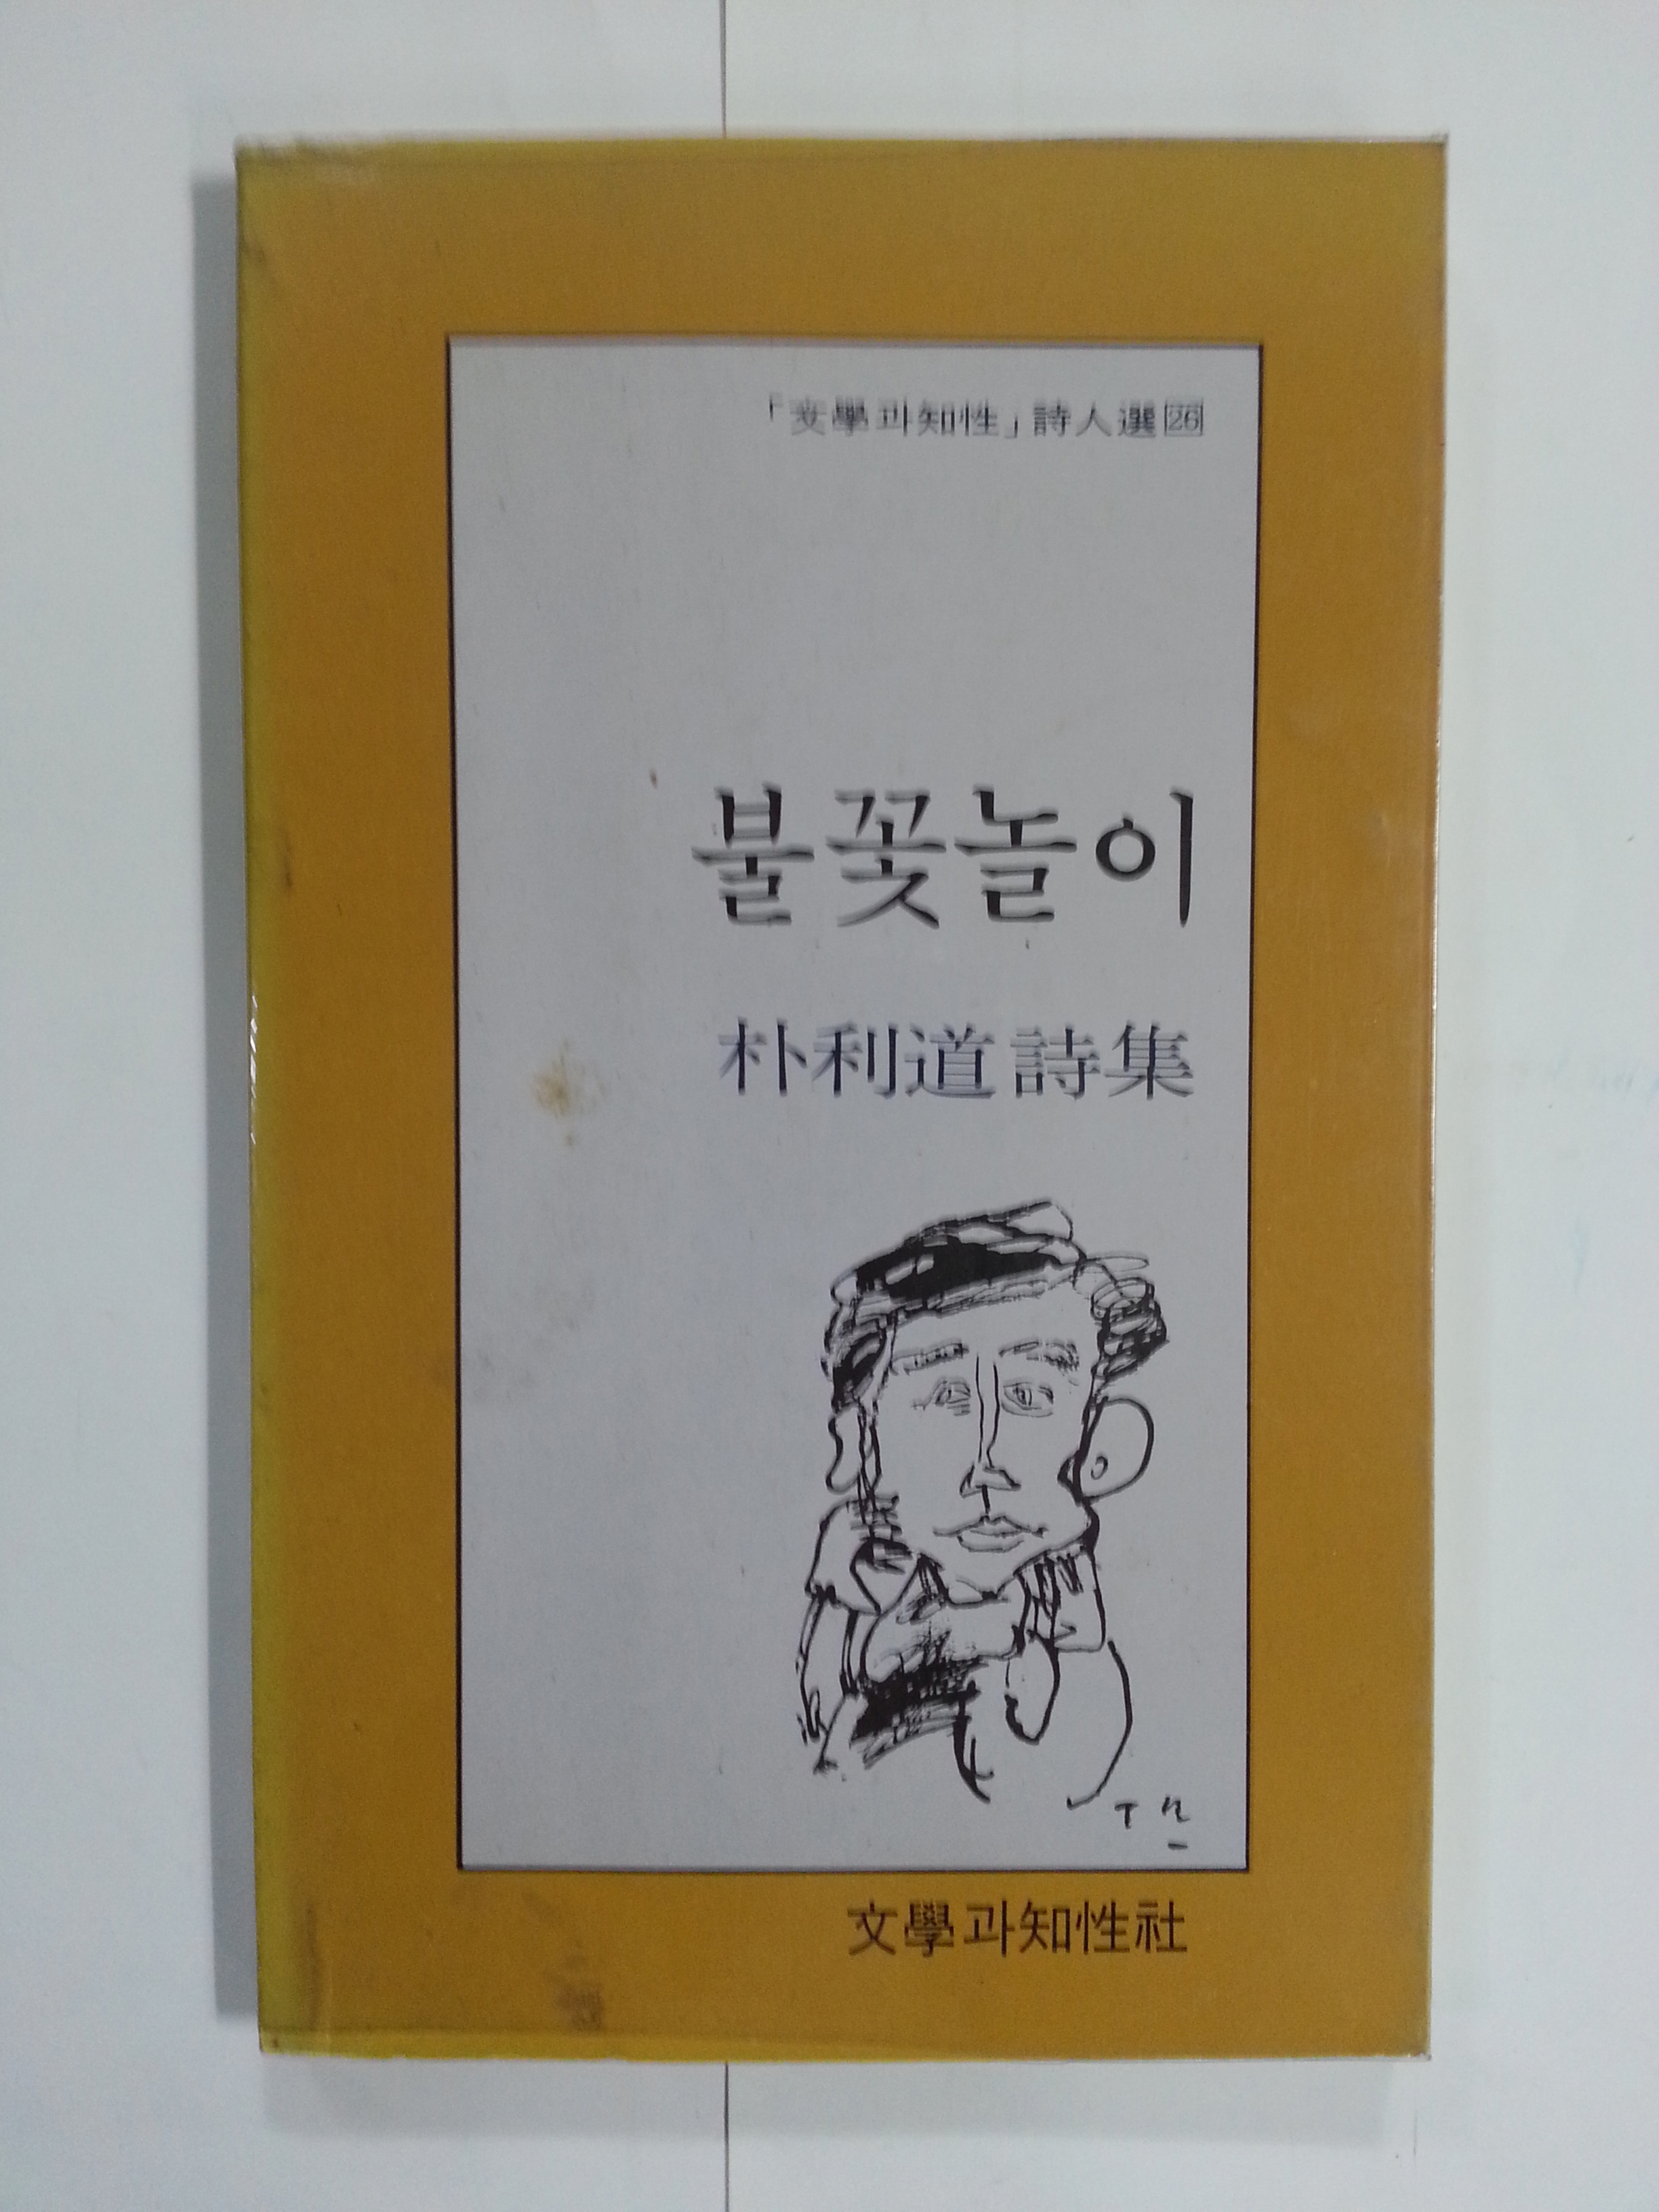 「文學과知性」詩人選 26
불꽃놀이
朴利道詩集
文學과知性社